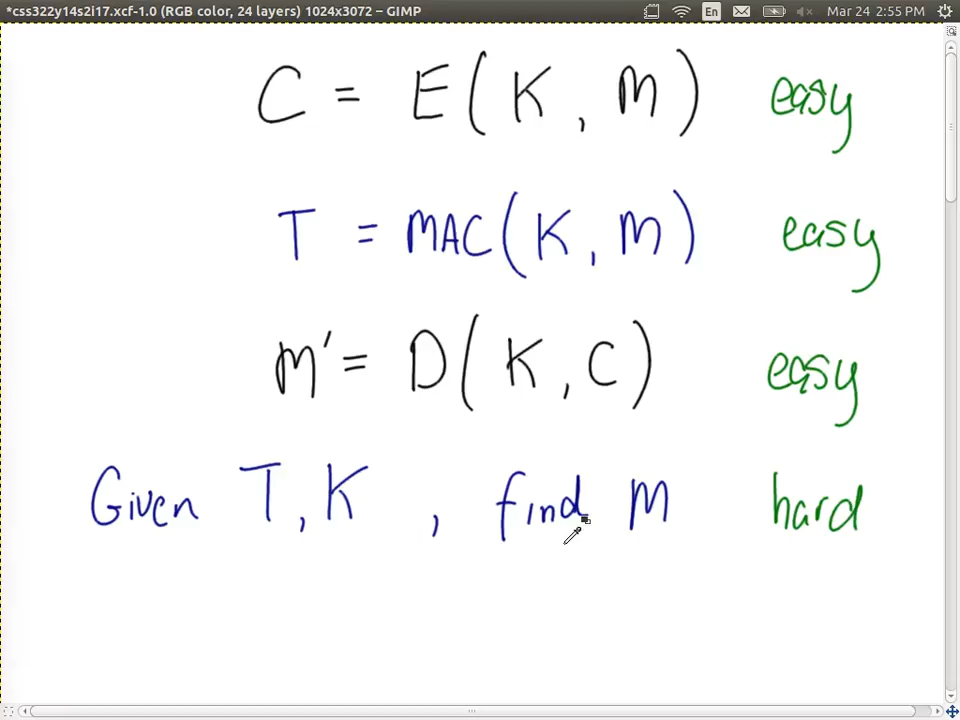 *css322y14s2i17.xcf-1.0 (RGB color, 24 layers) 1024x3072 – GIMP En Mar 24 2:55 PM
C = E(K, M) easy
T = MAC(K, M) easy
M' = D(K, C) easy
Given T, K , find M hard